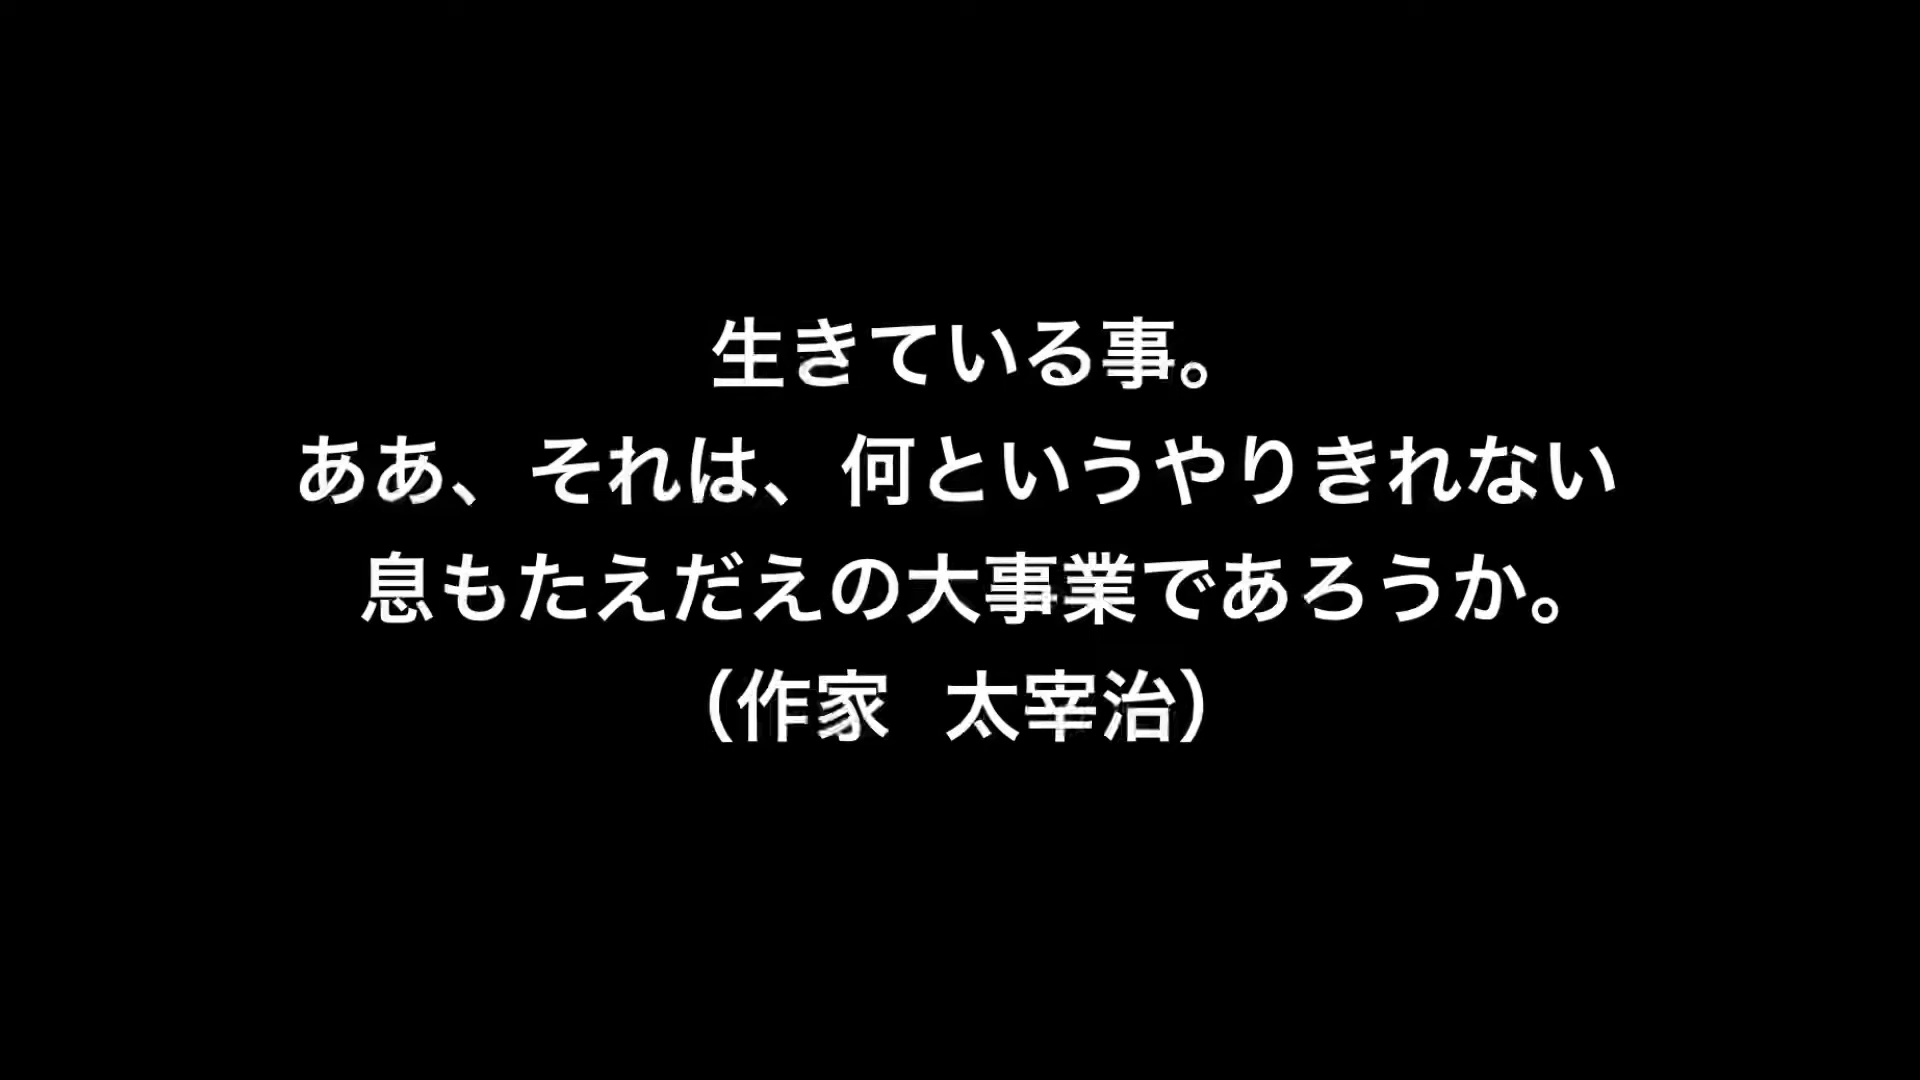 生きている事。
ああ、それは、何というやりきれない
息もたえだえの大事業であろうか。
（作家 太宰治）